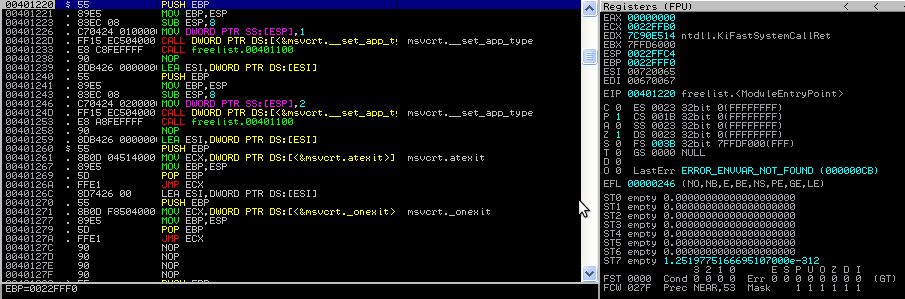 00401220 $ 55 PUSH EBP
00401221 . 89E5 MOV EBP,ESP
00401223 . 83EC 08 SUB ESP,8
00401226 . C70424 01000000 MOV DWORD PTR SS:[ESP],1
0040122D . FF15 EC504000 CALL DWORD PTR DS:[<&msvcrt.__set_app_ty msvcrt.__set_app_type
00401233 . E8 C8FEFFFF CALL freelist.00401100
00401238 . 90 NOP
00401239 . 8DB426 00000000 LEA ESI,DWORD PTR DS:[ESI]
00401240 . 55 PUSH EBP
00401241 . 89E5 MOV EBP,ESP
00401243 . 83EC 08 SUB ESP,8
00401246 . C70424 02000000 MOV DWORD PTR SS:[ESP],2
0040124D . FF15 EC504000 CALL DWORD PTR DS:[<&msvcrt.__set_app_ty msvcrt.__set_app_type
00401253 . E8 A8FEFFFF CALL freelist.00401100
00401258 . 90 NOP
00401259 . 8DB426 00000000 LEA ESI,DWORD PTR DS:[ESI]
00401260 . 55 PUSH EBP
00401261 . 8B0D 04514000 MOV ECX,DWORD PTR DS:[<&msvcrt.atexit>] msvcrt.atexit
00401267 . 89E5 MOV EBP,ESP
00401269 . 5D POP EBP
0040126A . FFE1 JMP ECX
0040126C . 8D7426 00 LEA ESI,DWORD PTR DS:[ESI]
00401270 . 55 PUSH EBP
00401271 . 8B0D F8504000 MOV ECX,DWORD PTR DS:[<&msvcrt._onexit> msvcrt._onexit
00401277 . 89E5 MOV EBP,ESP
00401279 . 5D POP EBP
0040127A . FFE1 JMP ECX
0040127C 90 NOP
0040127D 90 NOP
0040127E 90 NOP
0040127F 90 NOP
EBP=0022FFF0
Registers (FPU) < < <
EAX 00000000
ECX 0022FFB0
EDX 7C90E514 ntdll.KiFastSystemCallRet
EBX 7FFD6000
ESP 0022FFC4
EBP 0022FFF0
ESI 00720065
EDI 00670067
EIP 00401220 freelist.<ModuleEntryPoint>
C 0 ES 0023 32bit 0(FFFFFFFF)
P 1 CS 001B 32bit 0(FFFFFFFF)
A 0 SS 0023 32bit 0(FFFFFFFF)
Z 1 DS 0023 32bit 0(FFFFFFFF)
S 0 FS 003B 32bit 7FFDF000(FFF)
T 0 GS 0000 NULL
D 0
O 0 LastErr ERROR_ENVVAR_NOT_FOUND (000000CB)
EFL 00000246 (NO,NB,E,BE,NS,PE,GE,LE)
ST0 empty 0.0000000000000000000
ST1 empty 0.0000000000000000000
ST2 empty 0.0000000000000000000
ST3 empty 0.0000000000000000000
ST4 empty 0.0000000000000000000
ST5 empty 0.0000000000000000000
ST6 empty 0.0000000000000000000
ST7 empty 1.2519775166695107000e-312
3 2 1 0 E S P U O Z D I
FST 0000 Cond 0 0 0 0 Err 0 0 0 0 0 0 0 0 (GT)
FCW 027F Prec NEAR,53 Mask 1 1 1 1 1 1